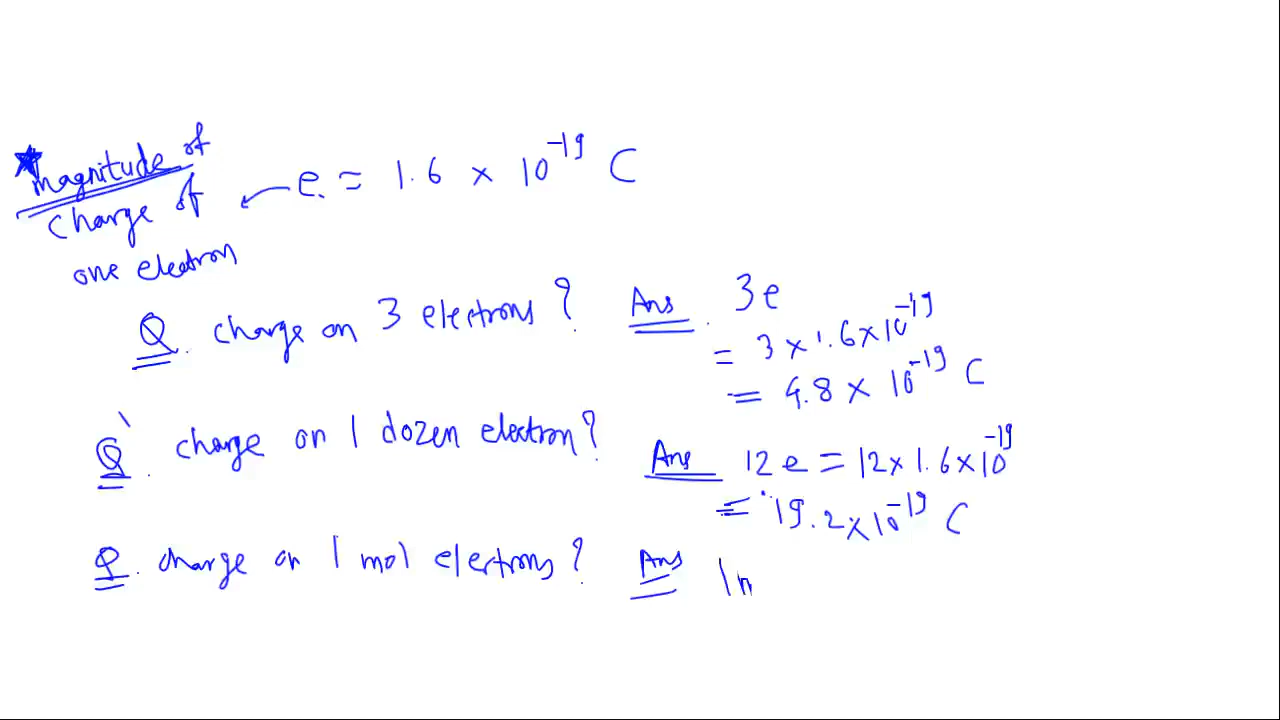 ★ magnitude of
charge of
one electron
e = 1.6 × 10⁻¹⁹ C
Q. charge on 3 electrons? Ans. 3e
= 3 × 1.6 × 10⁻¹⁹
= 4.8 × 10⁻¹⁹ C
Q. charge on 1 dozen electron? Ans 12 e = 12 × 1.6 × 10⁻¹⁹
= 19.2 × 10⁻¹⁹ C
Q. charge on 1 mol electrons? Ans 1